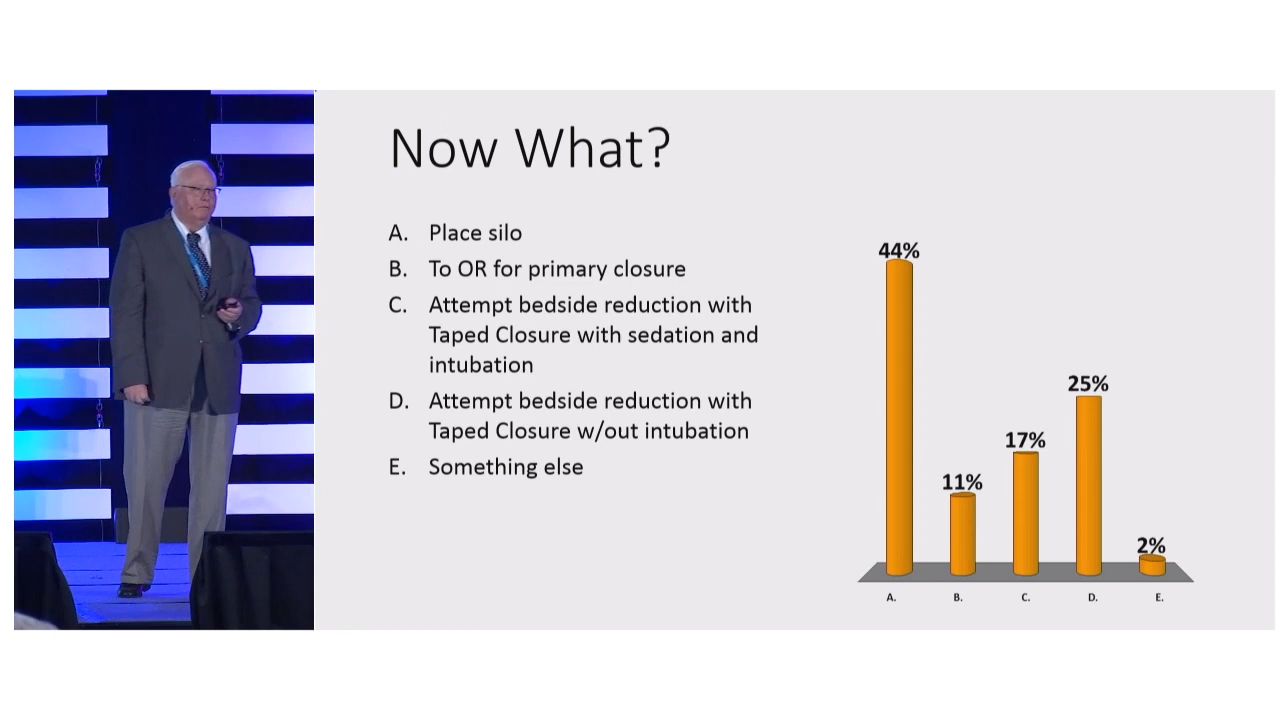 Now What?
A. Place silo
B. To OR for primary closure
C. Attempt bedside reduction with
Taped Closure with sedation and
intubation
D. Attempt bedside reduction with
Taped Closure w/out intubation
E. Something else
44%
11%
17%
25%
2%
A. B. C. D. E.